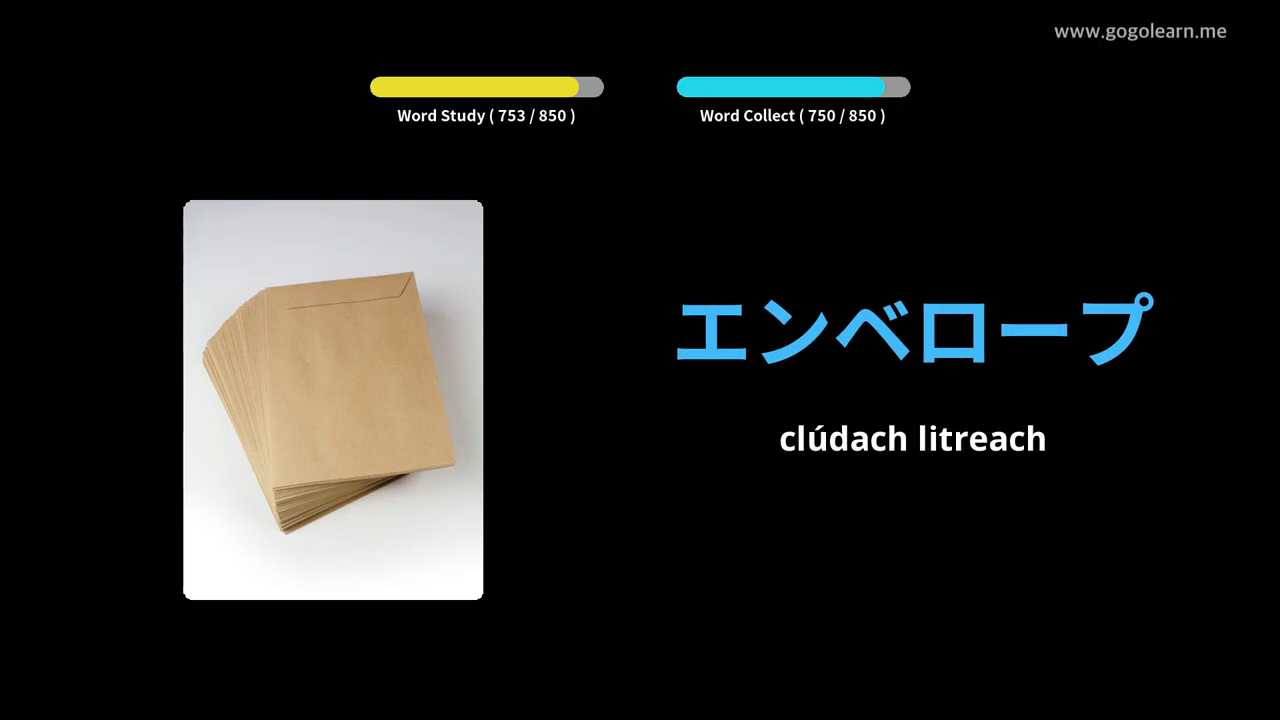 www.gogolearn.me
Word Study ( 753 / 850 )
Word Collect ( 750 / 850 )
エンベロープ
clúdach litreach